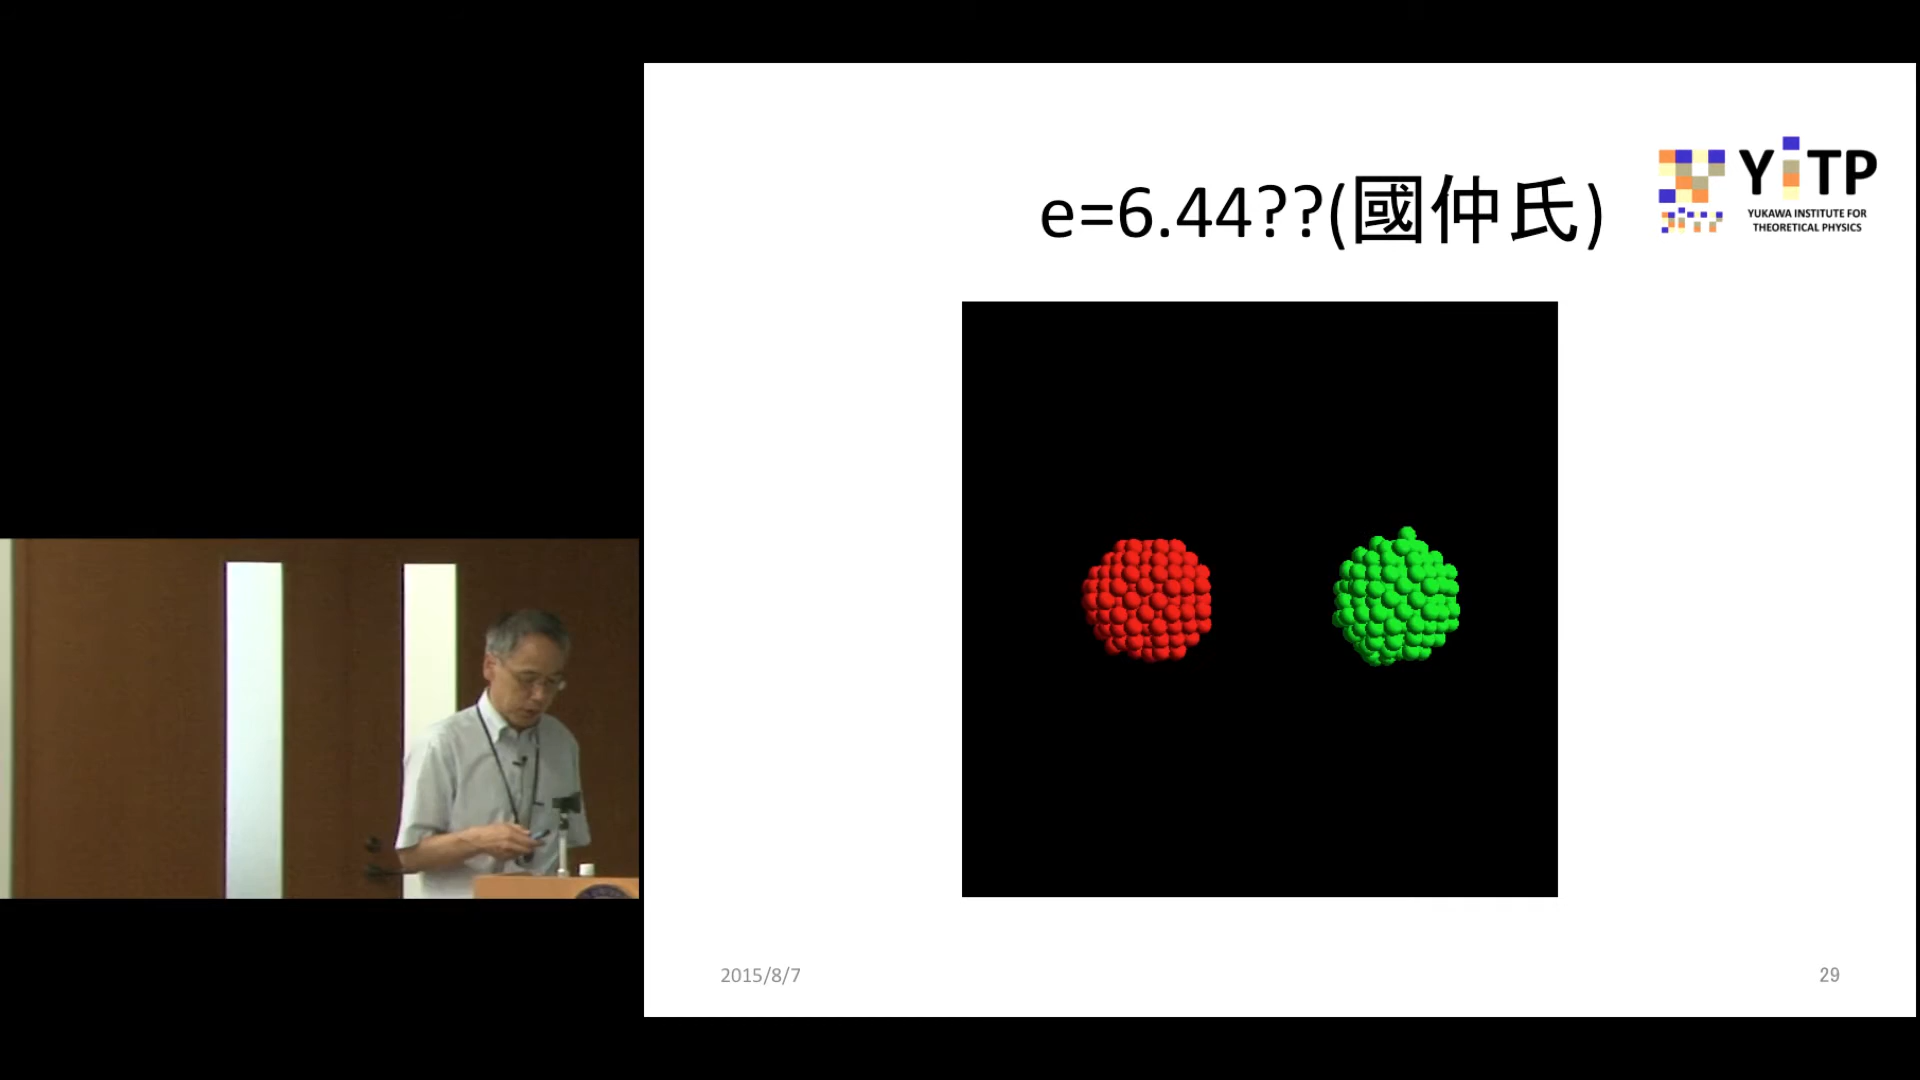 e=6.44??(國仲氏)
YiTP
YUKAWA INSTITUTE FOR
THEORETICAL PHYSICS
2015/8/7
29